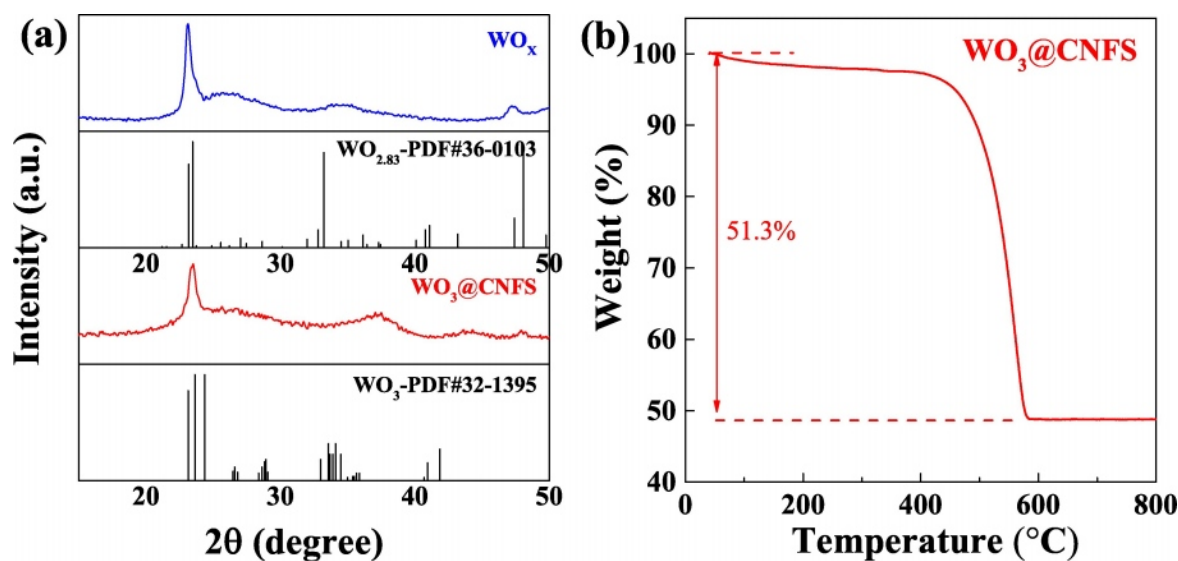 (a)
WOX
WO2.83-PDF#36-0103
20 30 40 50
WO3@CNFS
WO3-PDF#32-1395
20 30 40 50
2θ (degree)
Intensity (a.u.)
(b)
WO3@CNFS
100
90
80
70
60
50
40
51.3%
0 200 400 600 800
Temperature (°C)
Weight (%)